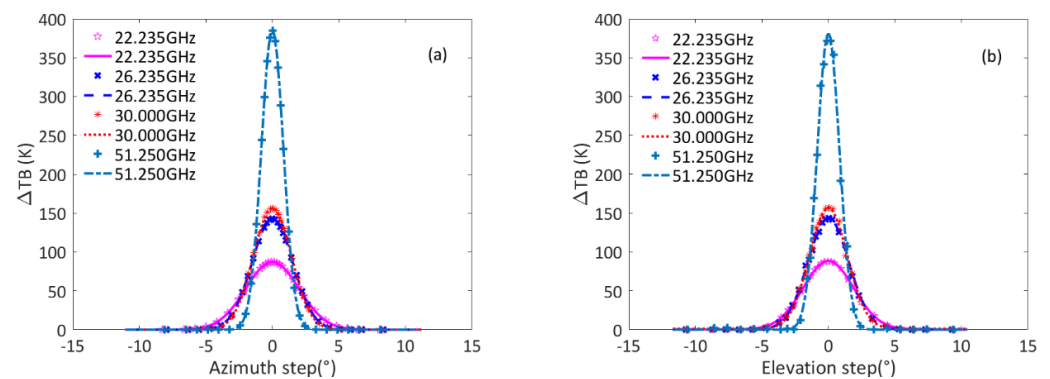 400
350
300
250
200
150
100
50
0
△TB (K)
22.235GHz
22.235GHz
26.235GHz
26.235GHz
30.000GHz
30.000GHz
51.250GHz
51.250GHz
(a)
-15 -10 -5 0 5 10 15
Azimuth step(°)
400
350
300
250
200
150
100
50
0
△TB (K)
22.235GHz
22.235GHz
26.235GHz
26.235GHz
30.000GHz
30.000GHz
51.250GHz
51.250GHz
(b)
-15 -10 -5 0 5 10 15
Elevation step(°)